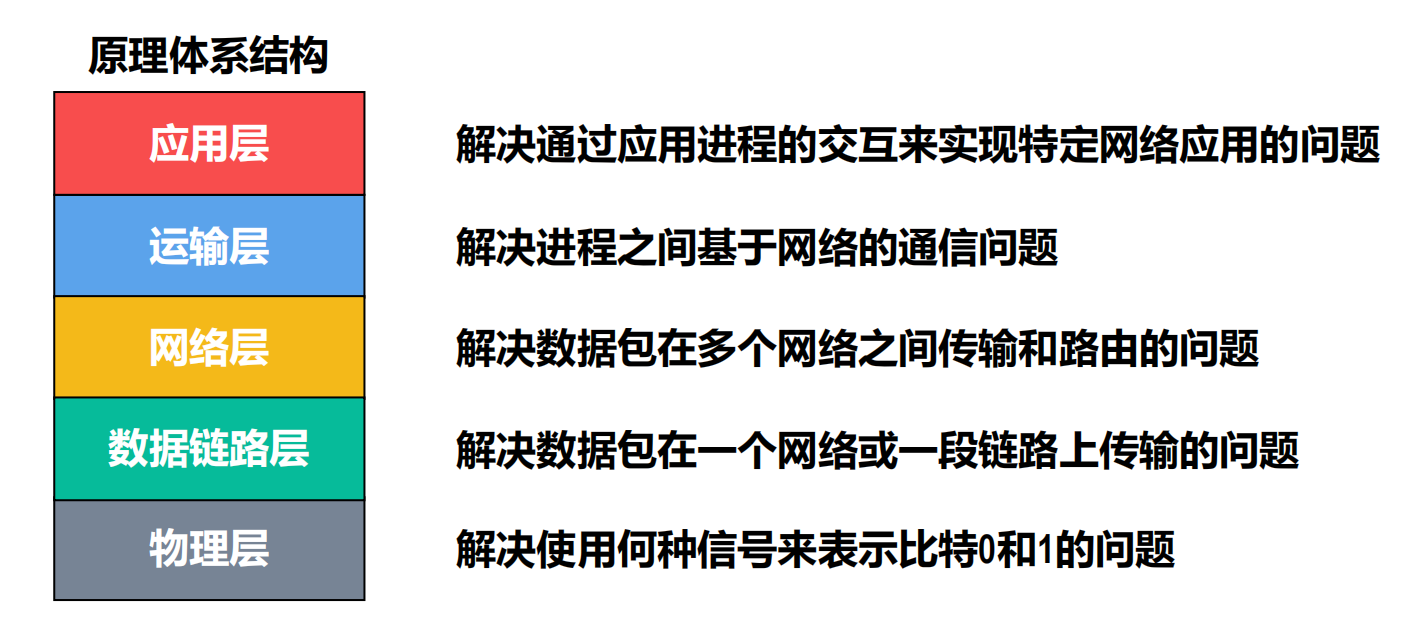 原理体系结构
应用层 解决通过应用进程的交互来实现特定网络应用的问题
运输层 解决进程之间基于网络的通信问题
网络层 解决数据包在多个网络之间传输和路由的问题
数据链路层 解决数据包在一个网络或一段链路上传输的问题
物理层 解决使用何种信号来表示比特0和1的问题